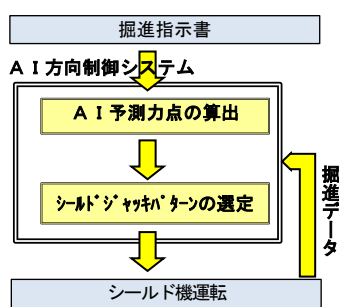 掘進指示書
ＡＩ方向制御システム
ＡＩ予測力点の算出
ｼｰﾙﾄﾞｼﾞｬｯｷﾊﾟﾀｰﾝの選定
掘進データ
シールド機運転